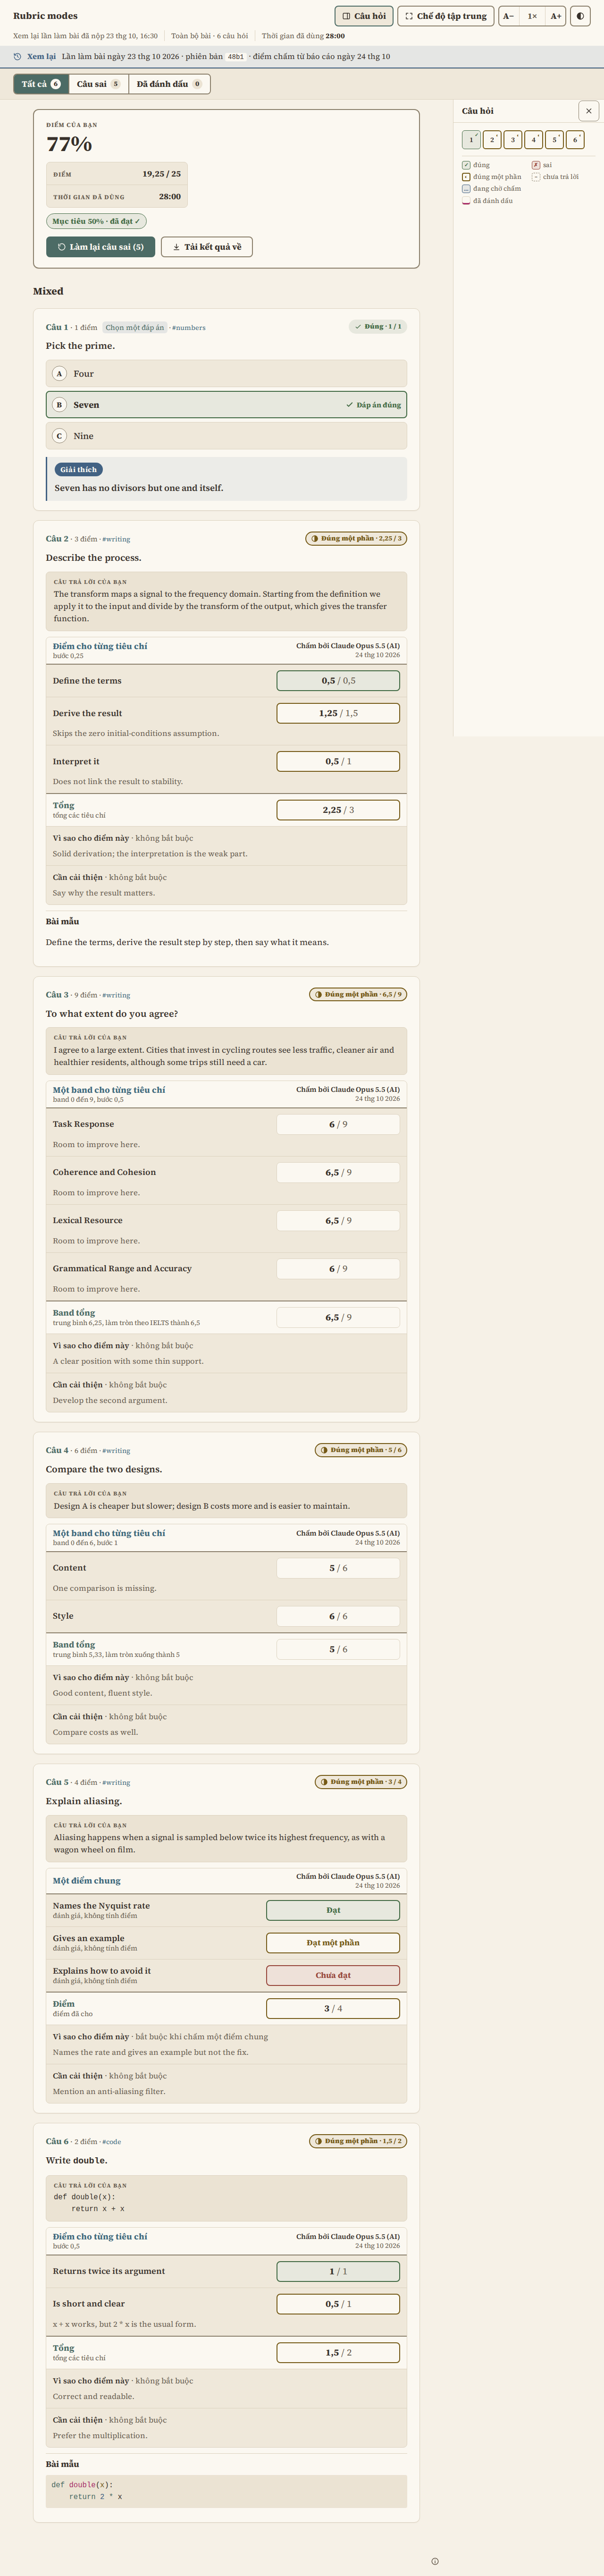 Rubric modes
Câu hỏi
Chế độ tập trung
A−
1×
A+
Xem lại lần làm bài đã nộp 23 thg 10, 16:30
Toàn bộ bài · 6 câu hỏi
Thời gian đã dùng 28:00
Xem lại Lần làm bài ngày 23 thg 10 2026 · phiên bản 48b1 · điểm chấm từ báo cáo ngày 24 thg 10
Tất cả 6
Câu sai 5
Đã đánh dấu 0
ĐIỂM CỦA BẠN
77%
ĐIỂM 19,25 / 25
THỜI GIAN ĐÃ DÙNG 28:00
Mục tiêu 50% · đã đạt ✓
Làm lại câu sai (5)
Tải kết quả về
Mixed
Câu 1 · 1 điểm Chọn một đáp án · #numbers
Đúng · 1 / 1
Pick the prime.
A Four
B Seven Đáp án đúng
C Nine
Giải thích
Seven has no divisors but one and itself.
Câu 2 · 3 điểm · #writing
Đúng một phần · 2,25 / 3
Describe the process.
CÂU TRẢ LỜI CỦA BẠN
The transform maps a signal to the frequency domain. Starting from the definition we
apply it to the input and divide by the transform of the output, which gives the transfer
function.
Điểm cho từng tiêu chí
bước 0,25
Chấm bởi Claude Opus 5.5 (AI)
24 thg 10 2026
Define the terms 0,5 / 0,5
Derive the result 1,25 / 1,5
Skips the zero initial-conditions assumption.
Interpret it 0,5 / 1
Does not link the result to stability.
Tổng 2,25 / 3
tổng các tiêu chí
Vì sao cho điểm này · không bắt buộc
Solid derivation; the interpretation is the weak part.
Cần cải thiện · không bắt buộc
Say why the result matters.
Bài mẫu
Define the terms, derive the result step by step, then say what it means.
Câu 3 · 9 điểm · #writing
Đúng một phần · 6,5 / 9
To what extent do you agree?
CÂU TRẢ LỜI CỦA BẠN
I agree to a large extent. Cities that invest in cycling routes see less traffic, cleaner air and
healthier residents, although some trips still need a car.
Một band cho từng tiêu chí
band 0 đến 9, bước 0,5
Chấm bởi Claude Opus 5.5 (AI)
24 thg 10 2026
Task Response 6 / 9
Room to improve here.
Coherence and Cohesion 6,5 / 9
Room to improve here.
Lexical Resource 6,5 / 9
Room to improve here.
Grammatical Range and Accuracy 6 / 9
Room to improve here.
Band tổng 6,5 / 9
trung bình 6,25, làm tròn theo IELTS thành 6,5
Vì sao cho điểm này · không bắt buộc
A clear position with some thin support.
Cần cải thiện · không bắt buộc
Develop the second argument.
Câu 4 · 6 điểm · #writing
Đúng một phần · 5 / 6
Compare the two designs.
CÂU TRẢ LỜI CỦA BẠN
Design A is cheaper but slower; design B costs more and is easier to maintain.
Một band cho từng tiêu chí
band 0 đến 6, bước 1
Chấm bởi Claude Opus 5.5 (AI)
24 thg 10 2026
Content 5 / 6
One comparison is missing.
Style 6 / 6
Band tổng 5 / 6
trung bình 5,33, làm tròn xuống thành 5
Vì sao cho điểm này · không bắt buộc
Good content, fluent style.
Cần cải thiện · không bắt buộc
Compare costs as well.
Câu 5 · 4 điểm · #writing
Đúng một phần · 3 / 4
Explain aliasing.
CÂU TRẢ LỜI CỦA BẠN
Aliasing happens when a signal is sampled below twice its highest frequency, as with a
wagon wheel on film.
Một điểm chung
Chấm bởi Claude Opus 5.5 (AI)
24 thg 10 2026
Names the Nyquist rate Đạt
đánh giá, không tính điểm
Gives an example Đạt một phần
đánh giá, không tính điểm
Explains how to avoid it Chưa đạt
đánh giá, không tính điểm
Điểm 3 / 4
điểm đã cho
Vì sao cho điểm này · bắt buộc khi chấm một điểm chung
Names the rate and gives an example but not the fix.
Cần cải thiện · không bắt buộc
Mention an anti-aliasing filter.
Câu 6 · 2 điểm · #code
Đúng một phần · 1,5 / 2
Write double.
CÂU TRẢ LỜI CỦA BẠN
def double(x):
    return x + x
Điểm cho từng tiêu chí
bước 0,5
Chấm bởi Claude Opus 5.5 (AI)
24 thg 10 2026
Returns twice its argument 1 / 1
Is short and clear 0,5 / 1
x + x works, but 2 * x is the usual form.
Tổng 1,5 / 2
tổng các tiêu chí
Vì sao cho điểm này · không bắt buộc
Correct and readable.
Cần cải thiện · không bắt buộc
Prefer the multiplication.
Bài mẫu
def double(x):
    return 2 * x
Câu hỏi
1 2 3 4 5 6
đúng
sai
đúng một phần
chưa trả lời
đang chờ chấm
đã đánh dấu